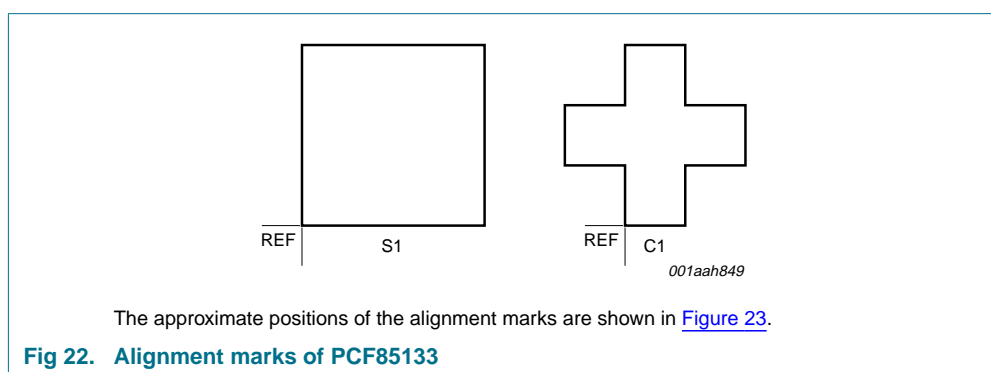 REF
S1
REF
C1
001aah849
The approximate positions of the alignment marks are shown in Figure 23.
Fig 22. Alignment marks of PCF85133